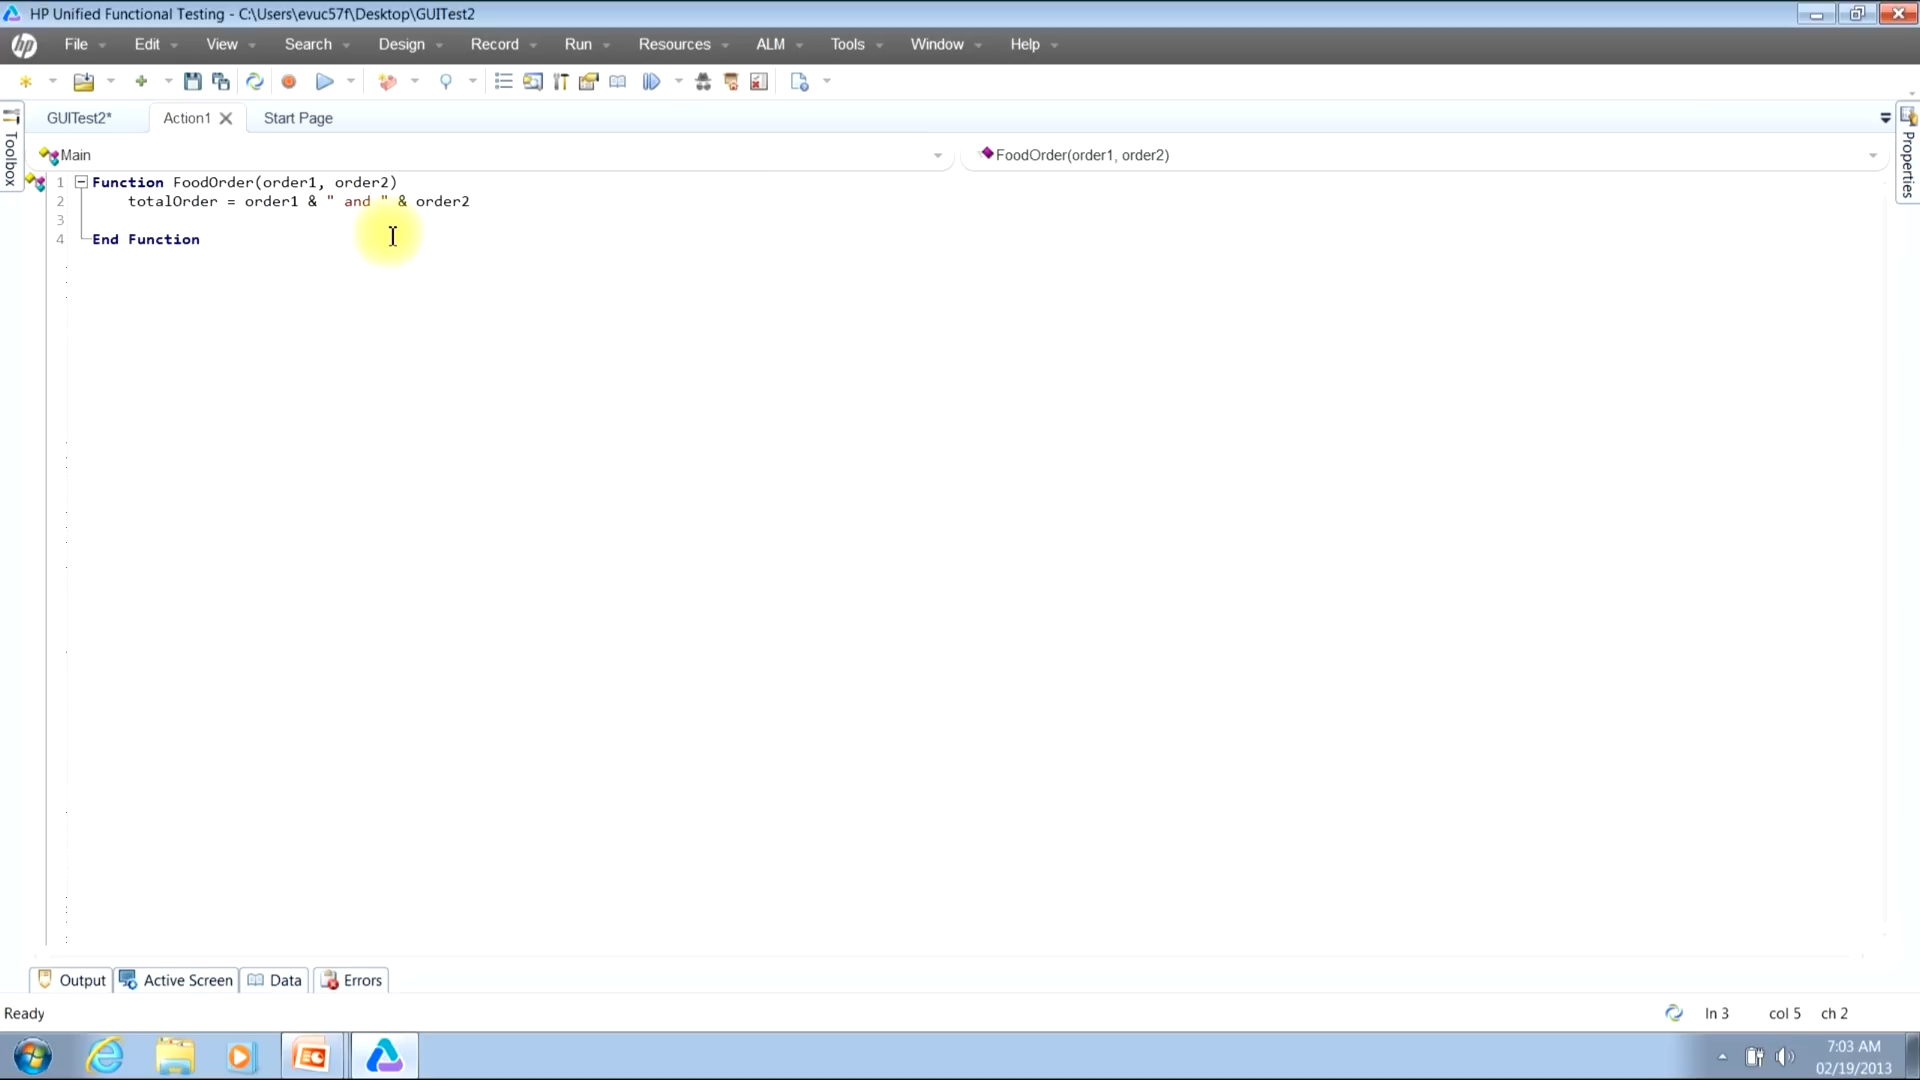 HP Unified Functional Testing - C:\Users\evuc57f\Desktop\GUITest2
hp File Edit View Search Design Record Run Resources ALM Tools Window Help
GUITest2* Action1 Start Page
Toolbox
Properties
Main FoodOrder(order1, order2)
1 Function FoodOrder(order1, order2)
2 totalOrder = order1 & " and " & order2
3
4 End Function
Output Active Screen Data Errors
Ready ln 3 col 5 ch 2
7:03 AM
02/19/2013